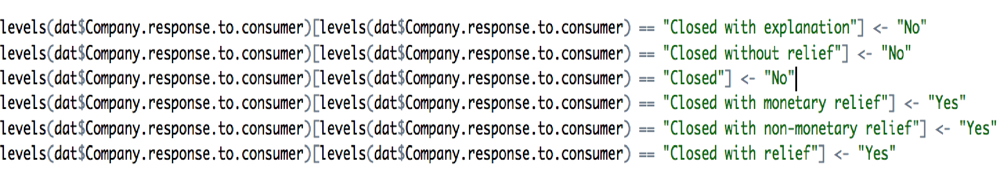 levels(dat$Company.response.to.consumer)[levels(dat$Company.response.to.consumer) == "Closed with explanation"] <- "No"
levels(dat$Company.response.to.consumer)[levels(dat$Company.response.to.consumer) == "Closed without relief"] <- "No"
levels(dat$Company.response.to.consumer)[levels(dat$Company.response.to.consumer) == "Closed"] <- "No"
levels(dat$Company.response.to.consumer)[levels(dat$Company.response.to.consumer) == "Closed with monetary relief"] <- "Yes"
levels(dat$Company.response.to.consumer)[levels(dat$Company.response.to.consumer) == "Closed with non-monetary relief"] <- "Yes"
levels(dat$Company.response.to.consumer)[levels(dat$Company.response.to.consumer) == "Closed with relief"] <- "Yes"